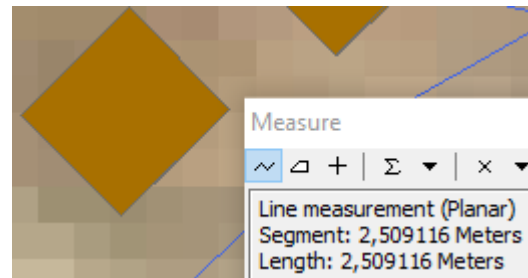 Measure
Line measurement (Planar)
Segment: 2,509116 Meters
Length: 2,509116 Meters